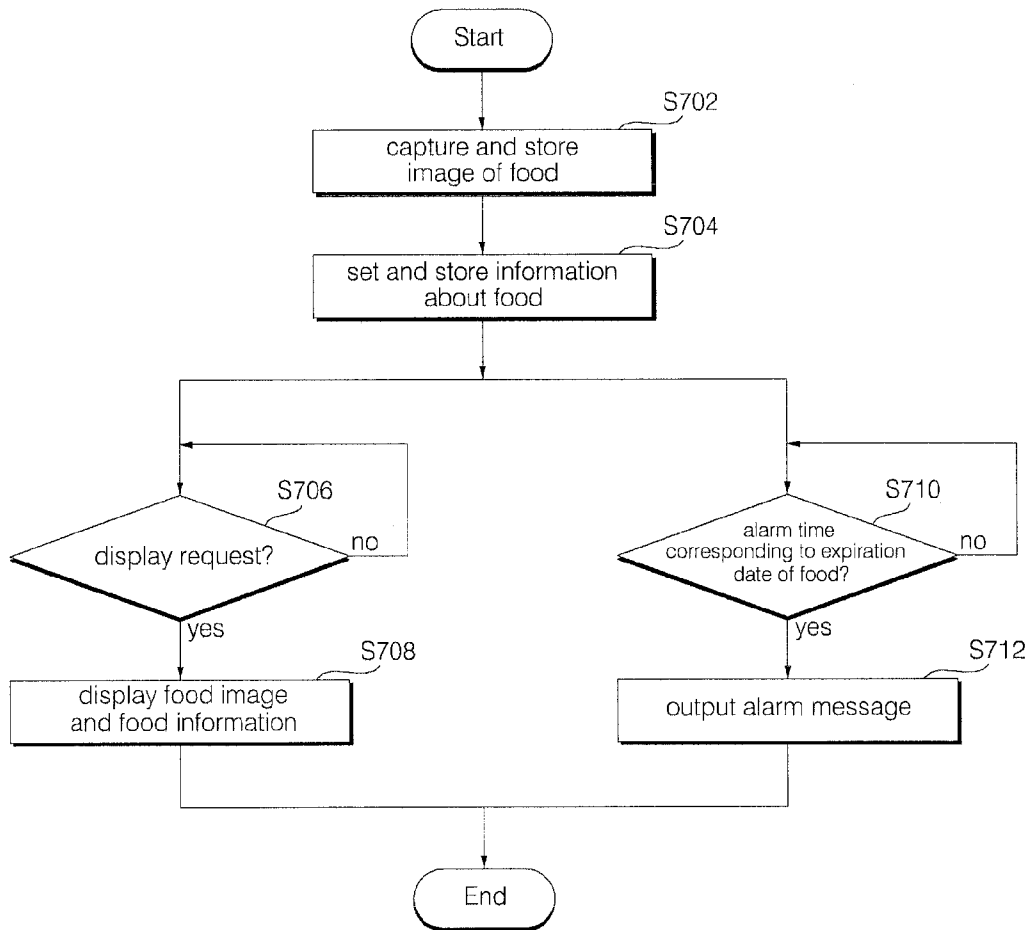 Start
S702
capture and store
image of food
S704
set and store information
about food
S706
display request?
no
yes
S708
display food image
and food information
S710
alarm time
corresponding to expiration
date of food?
no
yes
S712
output alarm message
End